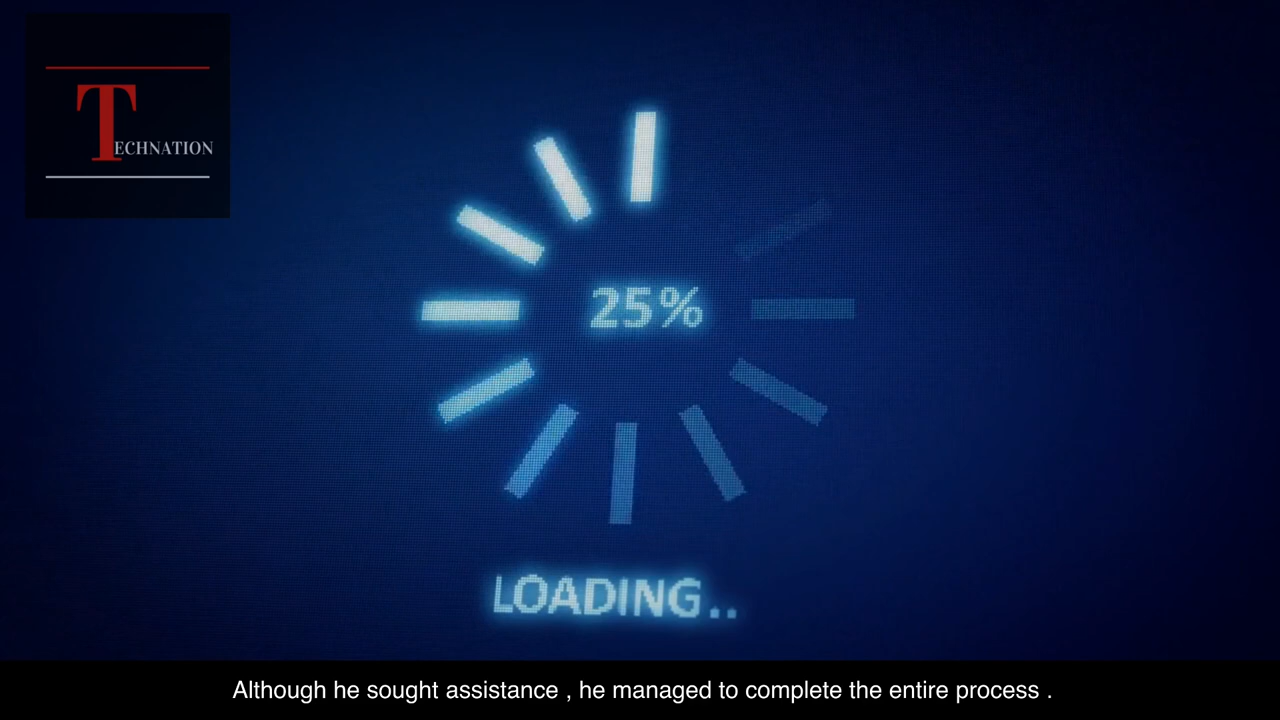 TECHNATION
25%
LOADING..
Although he sought assistance , he managed to complete the entire process .